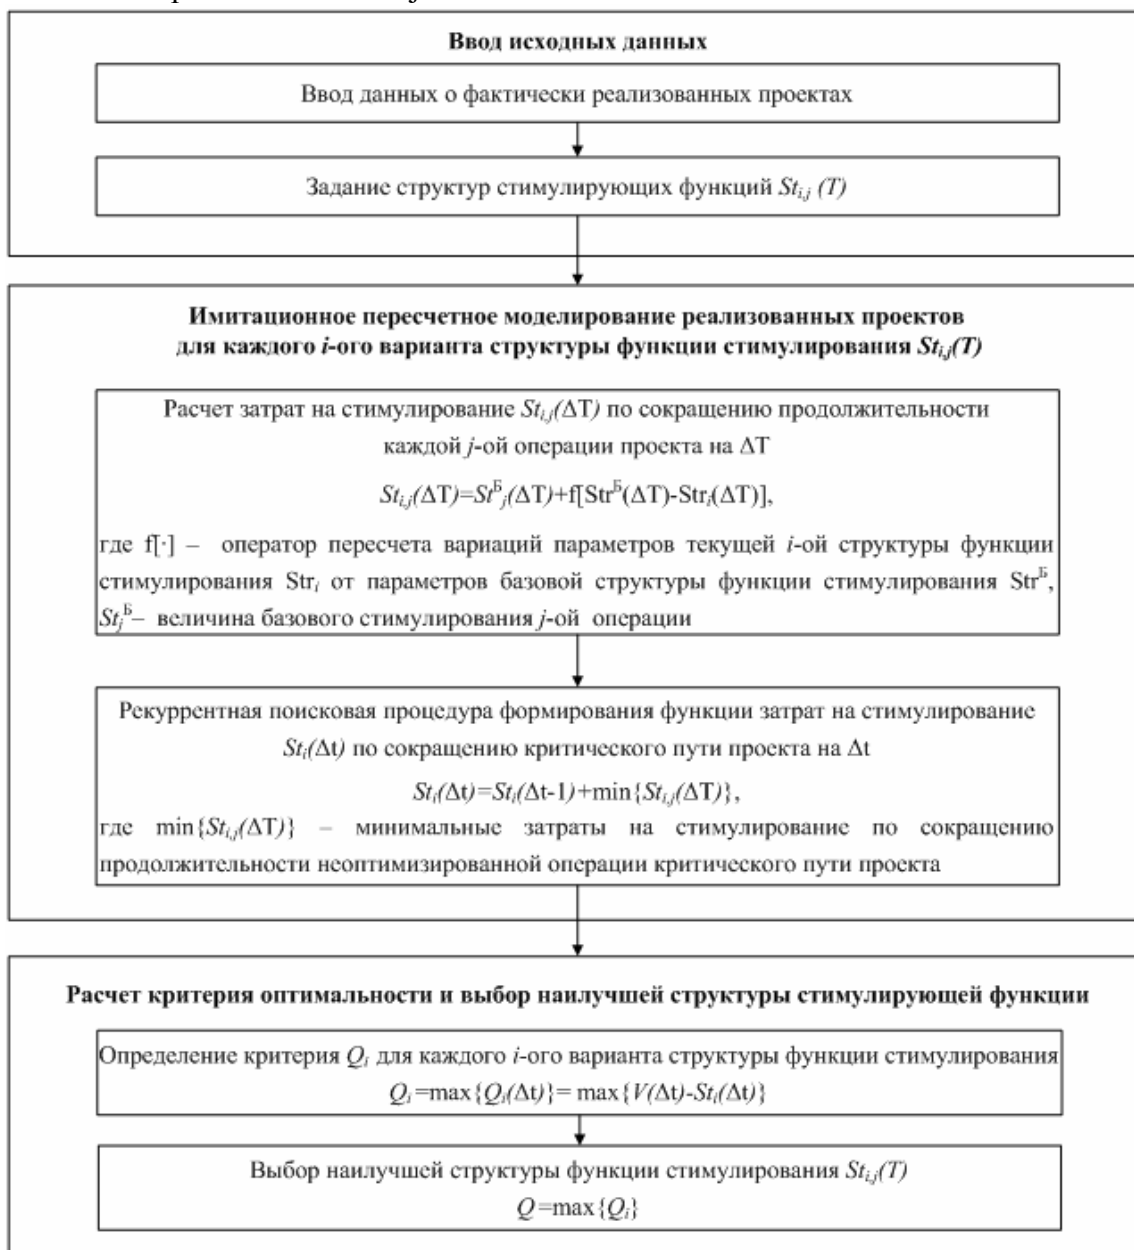 Ввод исходных данных
Ввод данных о фактически реализованных проектах
Задание структур стимулирующих функций St_{i,j} (T)
Имитационное пересчетное моделирование реализованных проектов
для каждого i-ого варианта структуры функции стимулирования St_{i,j}(T)
Расчет затрат на стимулирование St_{i,j}(ΔT) по сокращению продолжительности
каждой j-ой операции проекта на ΔT
St_{i,j}(ΔT)=St^Б_j(ΔT)+f[Str^Б(ΔT)-Str_i(ΔT)],
где f[·] – оператор пересчета вариаций параметров текущей i-ой структуры функции
стимулирования Str_i от параметров базовой структуры функции стимулирования Str^Б,
St_j^Б– величина базового стимулирования j-ой операции
Рекуррентная поисковая процедура формирования функции затрат на стимулирование
St_i(Δt) по сокращению критического пути проекта на Δt
St_i(Δt)=St_i(Δt-1)+min{St_{i,j}(ΔT)},
где min{St_{i,j}(ΔT)} – минимальные затраты на стимулирование по сокращению
продолжительности неоптимизированной операции критического пути проекта
Расчет критерия оптимальности и выбор наилучшей структуры стимулирующей функции
Определение критерия Q_i для каждого i-ого варианта структуры функции стимулирования
Q_i=max{Q_i(Δt)}= max{V(Δt)-St_i(Δt)}
Выбор наилучшей структуры функции стимулирования St_{i,j}(T)
Q=max{Q_i}